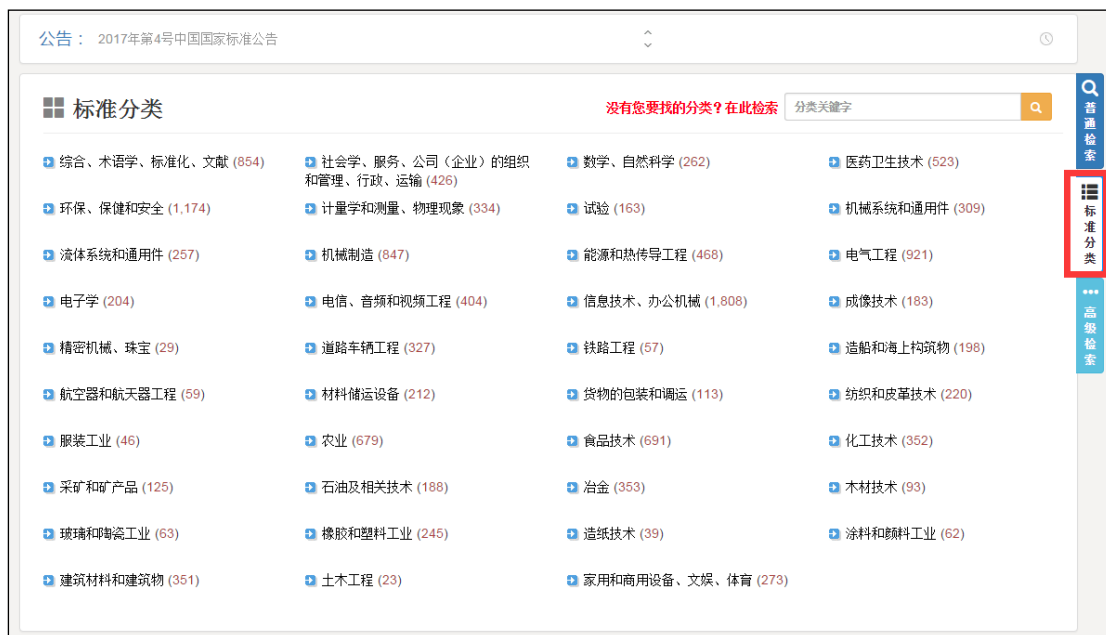 公告： 2017年第4号中国国家标准公告
标准分类
没有您要找的分类？在此检索 分类关键字
综合、术语学、标准化、文献 (854)
社会学、服务、公司（企业）的组织
和管理、行政、运输 (426)
数学、自然科学 (262)
医药卫生技术 (523)
环保、保健和安全 (1,174)
计量学和测量、物理现象 (334)
试验 (163)
机械系统和通用件 (309)
流体系统和通用件 (257)
机械制造 (847)
能源和热传导工程 (468)
电气工程 (921)
电子学 (204)
电信、音频和视频工程 (404)
信息技术、办公机械 (1,808)
成像技术 (183)
精密机械、珠宝 (29)
道路车辆工程 (327)
铁路工程 (57)
造船和海上构筑物 (198)
航空器和航天器工程 (59)
材料储运设备 (212)
货物的包装和调运 (113)
纺织和皮革技术 (220)
服装工业 (46)
农业 (679)
食品技术 (691)
化工技术 (352)
采矿和矿产品 (125)
石油及相关技术 (188)
冶金 (353)
木材技术 (93)
玻璃和陶瓷工业 (63)
橡胶和塑料工业 (245)
造纸技术 (39)
涂料和颜料工业 (62)
建筑材料和建筑物 (351)
土木工程 (23)
家用和商用设备、文娱、体育 (273)
普通检索
标准分类
高级检索